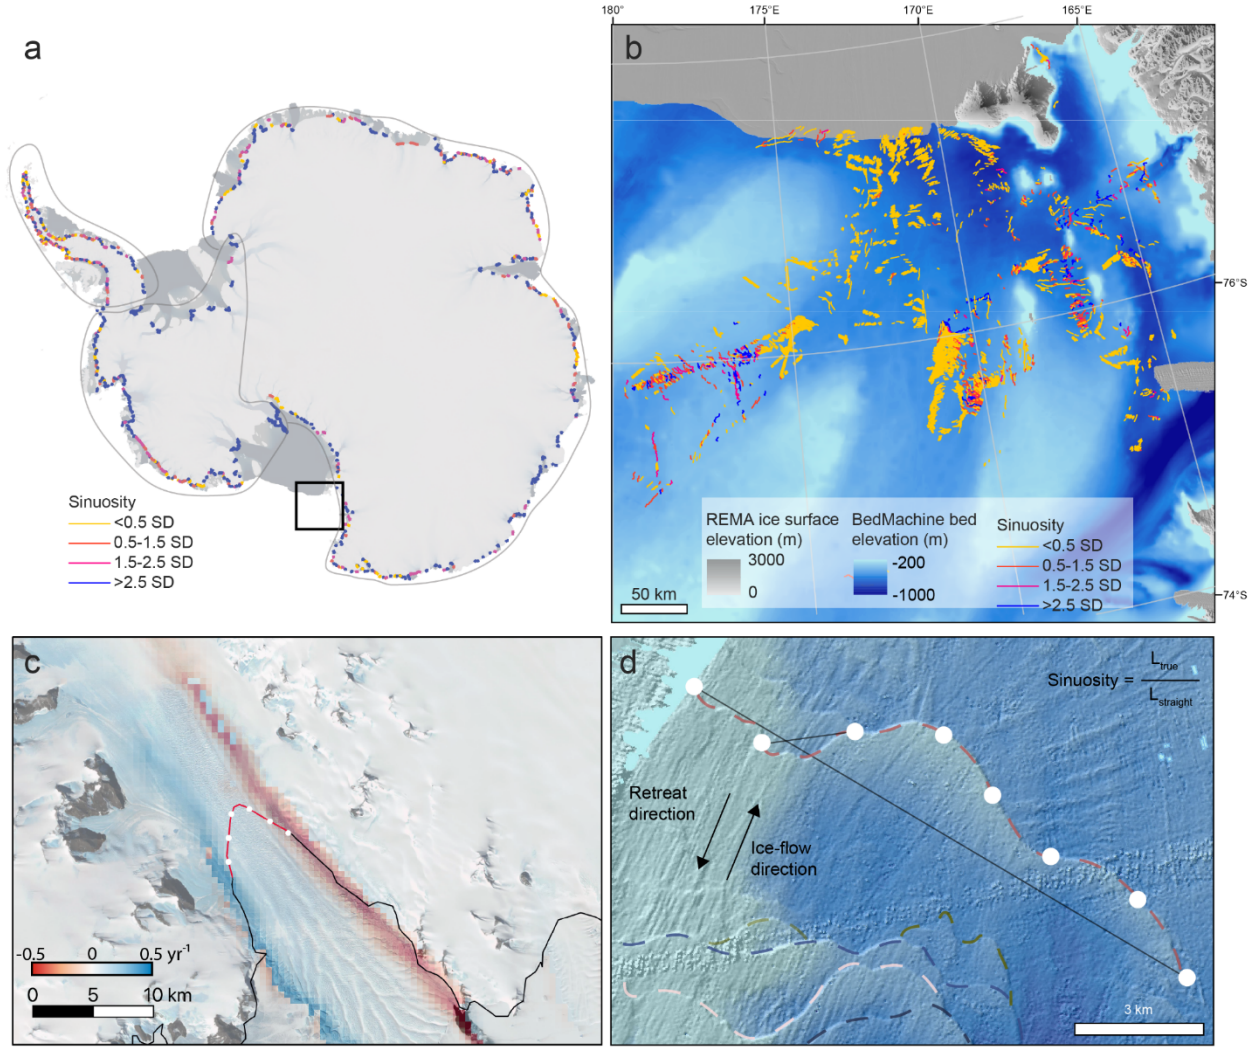 a
Sinuosity
<0.5 SD
0.5-1.5 SD
1.5-2.5 SD
>2.5 SD
180°
175°E
170°E
165°E
b
76°S
74°S
REMA ice surface
elevation (m)
3000
0
BedMachine bed
elevation (m)
-200
-1000
Sinuosity
<0.5 SD
0.5-1.5 SD
1.5-2.5 SD
>2.5 SD
50 km
c
-0.5 0 0.5 yr-1
0 5 10 km
d
Sinuosity = Ltrue
Lstraight
Retreat
direction
Ice-flow
direction
3 km